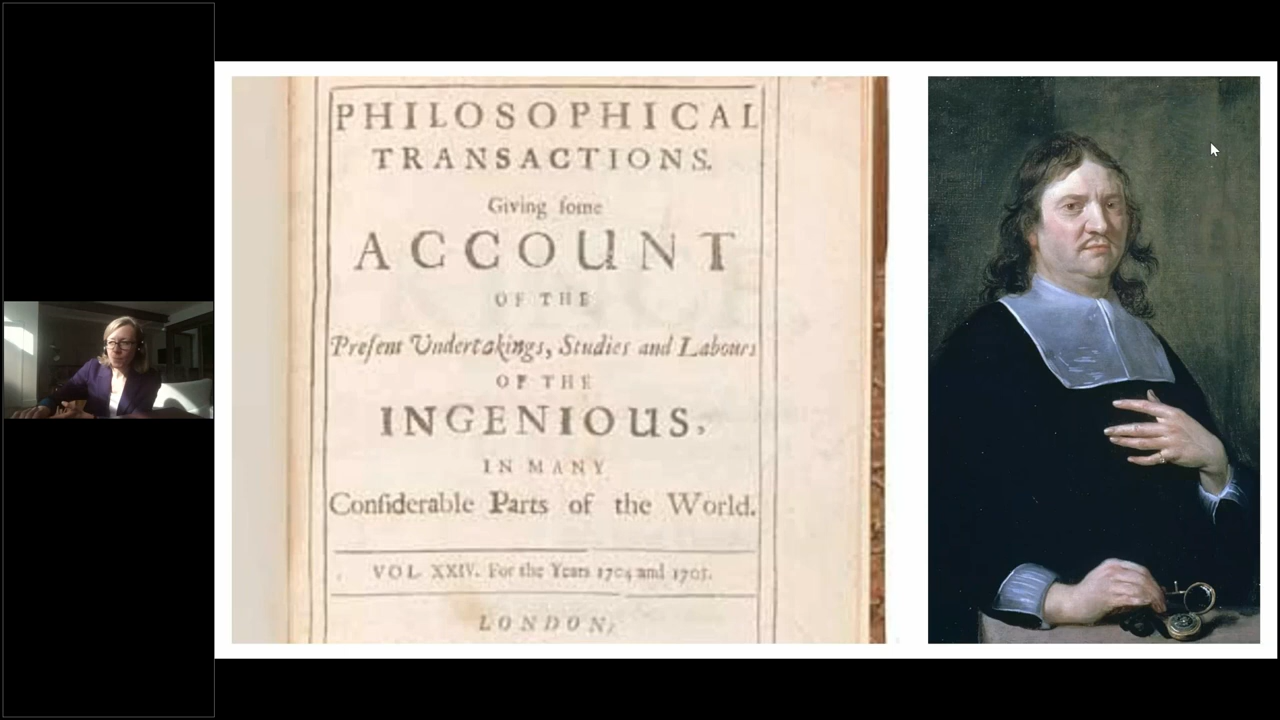 PHILOSOPHICAL
TRANSACTIONS.
Giving ſome
ACCOUNT
OF THE
Preſent Undertakings, Studies and Labours
OF THE
INGENIOUS,
IN MANY
Conſiderable Parts of the World.
VOL XXIV. For the Years 1704 and 1705.
LONDON,